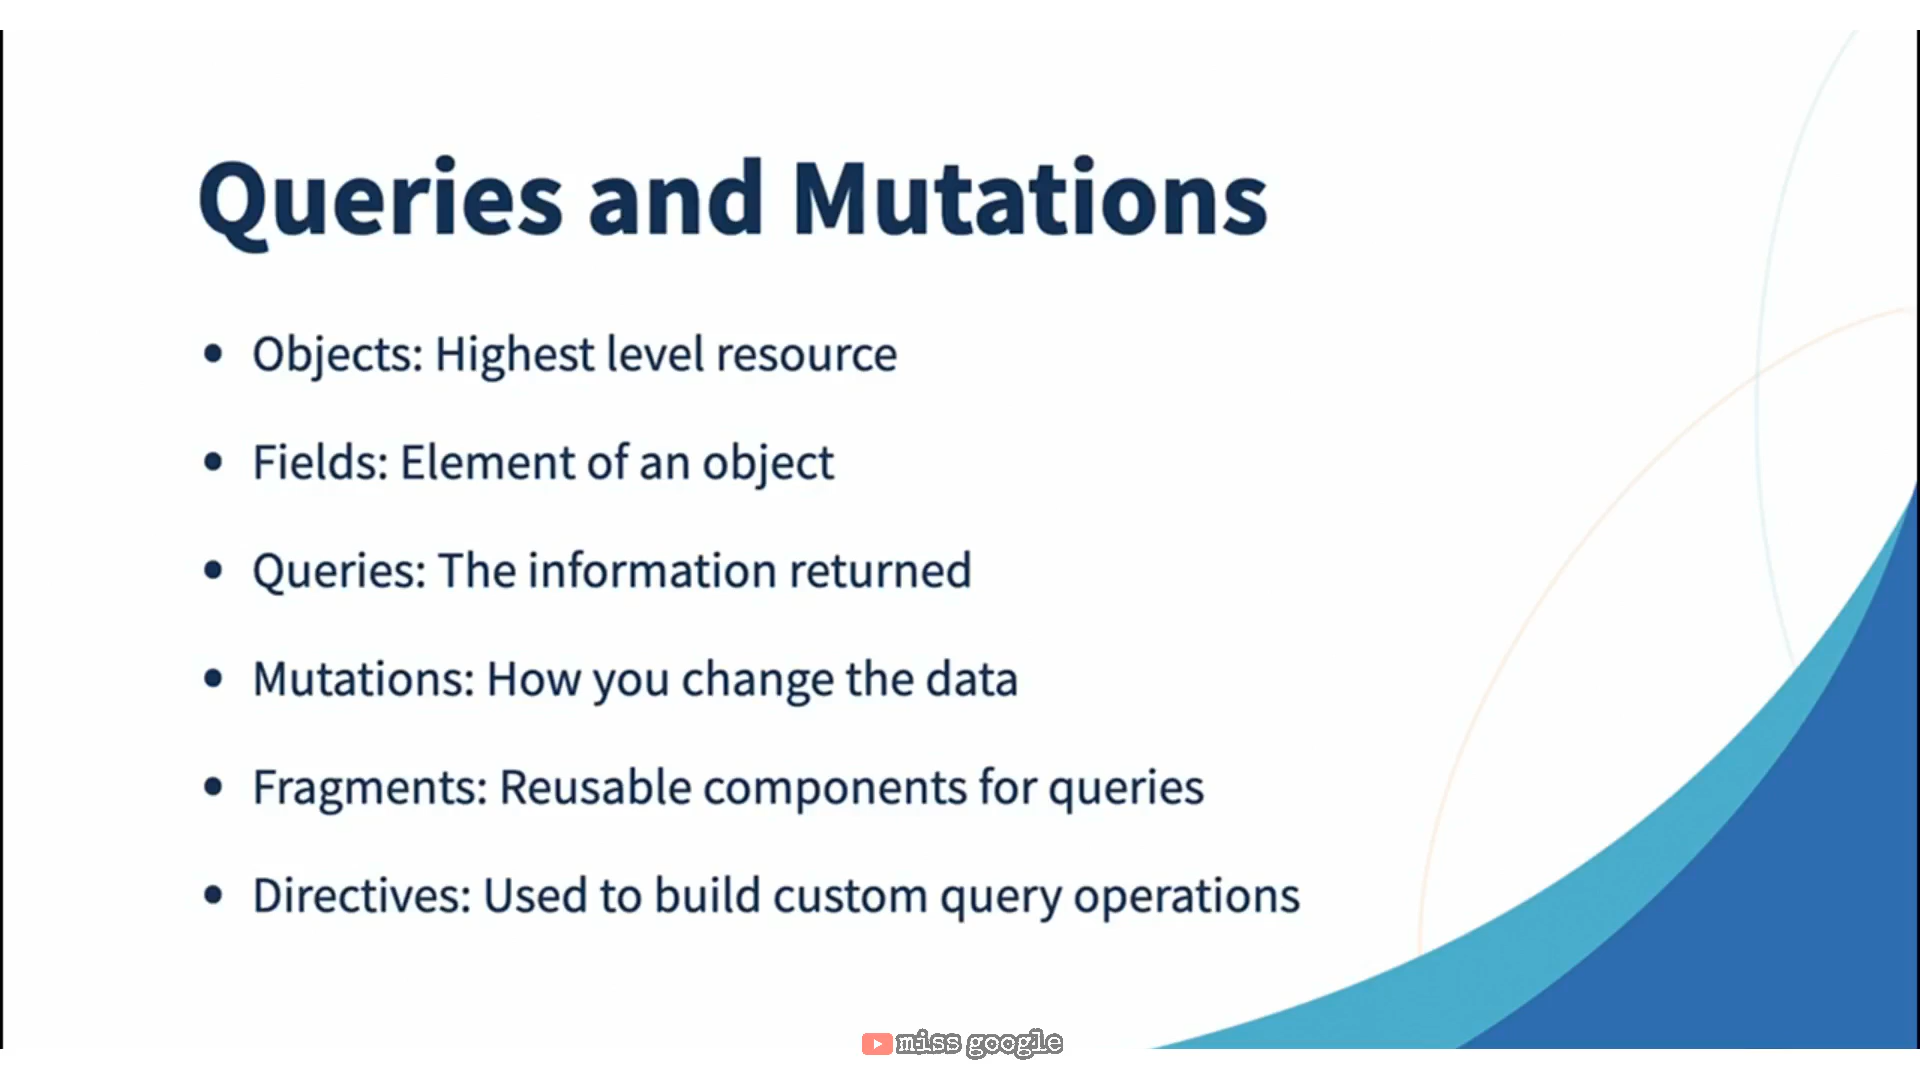 Queries and Mutations
• Objects: Highest level resource
• Fields: Element of an object
• Queries: The information returned
• Mutations: How you change the data
• Fragments: Reusable components for queries
• Directives: Used to build custom query operations
miss google